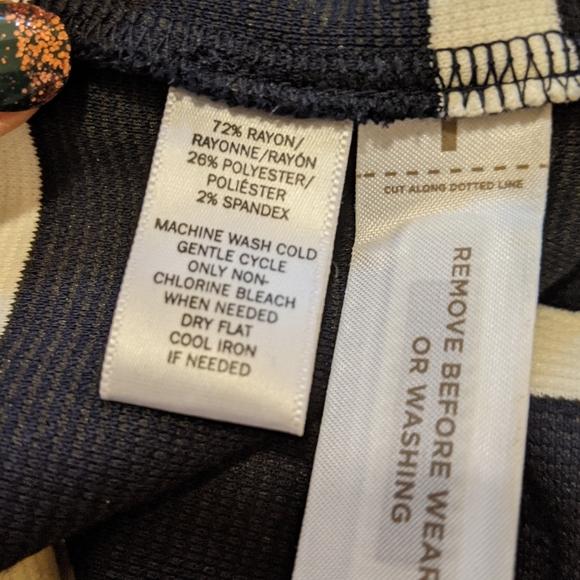 72% RAYON/
RAYONNE/RAYÓN
26% POLYESTER/
POLIÉSTER
2% SPANDEX
MACHINE WASH COLD
GENTLE CYCLE
ONLY NON-
CHLORINE BLEACH
WHEN NEEDED
DRY FLAT
COOL IRON
IF NEEDED
CUT ALONG DOTTED LINE
REMOVE BEFORE WEAR
OR WASHING